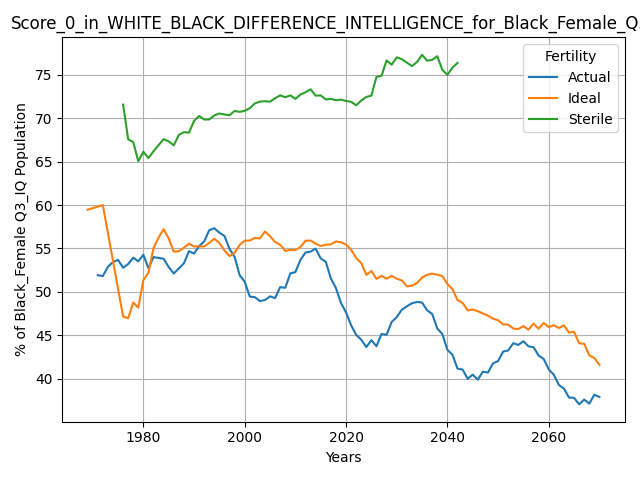 Score_0_in_WHITE_BLACK_DIFFERENCE_INTELLIGENCE_for_Black_Female_Q
% of Black_Female Q3_IQ Population
75
70
65
60
55
50
45
40
Fertility
Actual
Ideal
Sterile
1980
2000
2020
2040
2060
Years